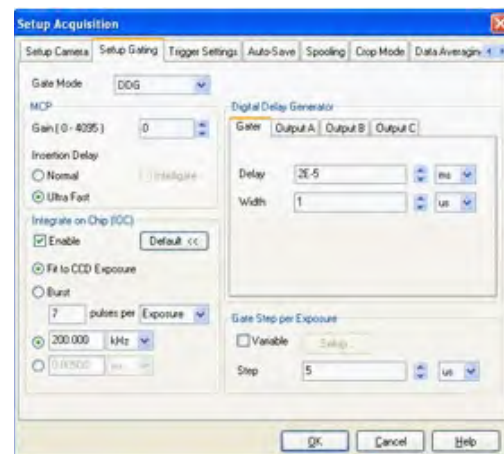 Setup Acquisition
Setup Camera Setup Gating Trigger Settings Auto-Save Spooling Crop Mode Data Averaging
Gate Mode DDG
MCP
Gain ( 0 - 4095 ) 0
Insertion Delay
Normal Intelligate
Ultra Fast
Integrate on Chip (IOC)
Enable Default <<
Fit to CCD Exposure
Burst
7 pulses per Exposure
200.000 kHz
0.00500
Digital Delay Generator
Gater Output A Output B Output C
Delay 2E-5 ms
Width 1 us
Gate Step per Exposure
Variable Setup...
Step 5 us
OK Cancel Help